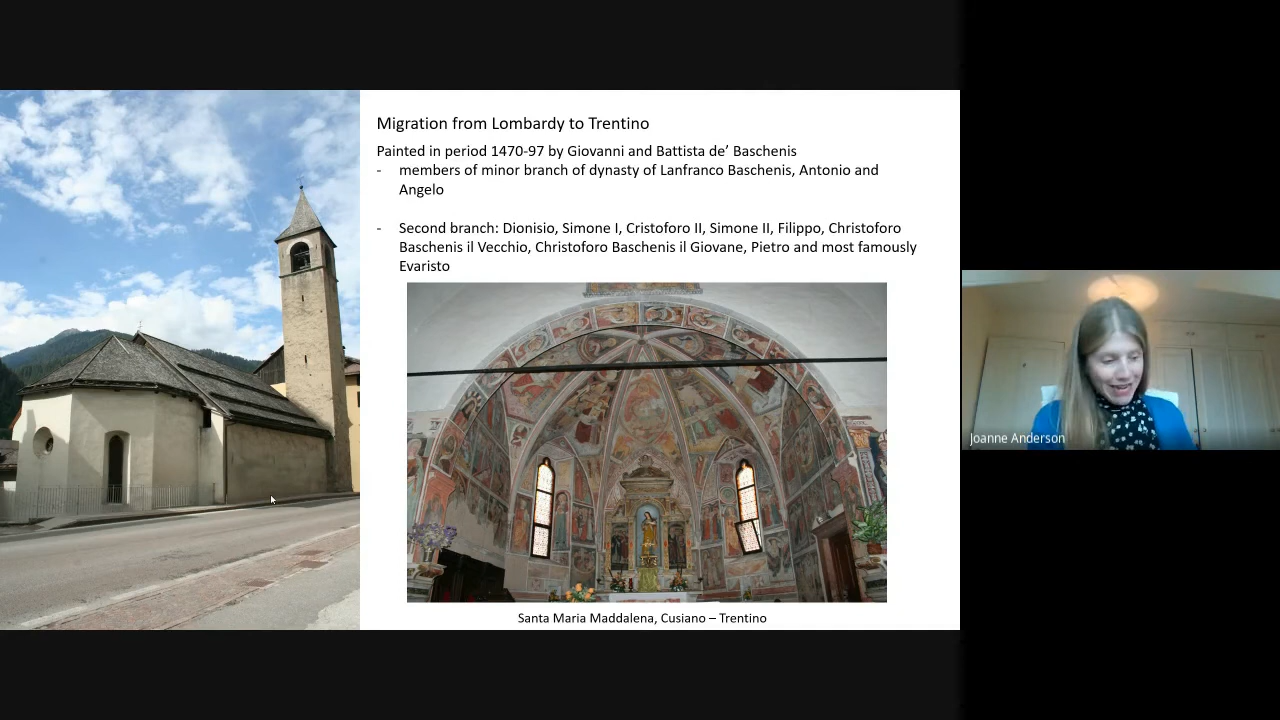 Migration from Lombardy to Trentino
Painted in period 1470-97 by Giovanni and Battista de’ Baschenis
- members of minor branch of dynasty of Lanfranco Baschenis, Antonio and
Angelo
- Second branch: Dionisio, Simone I, Cristoforo II, Simone II, Filippo, Christoforo
Baschenis il Vecchio, Christoforo Baschenis il Giovane, Pietro and most famously
Evaristo
Santa Maria Maddalena, Cusiano – Trentino
Joanne Anderson